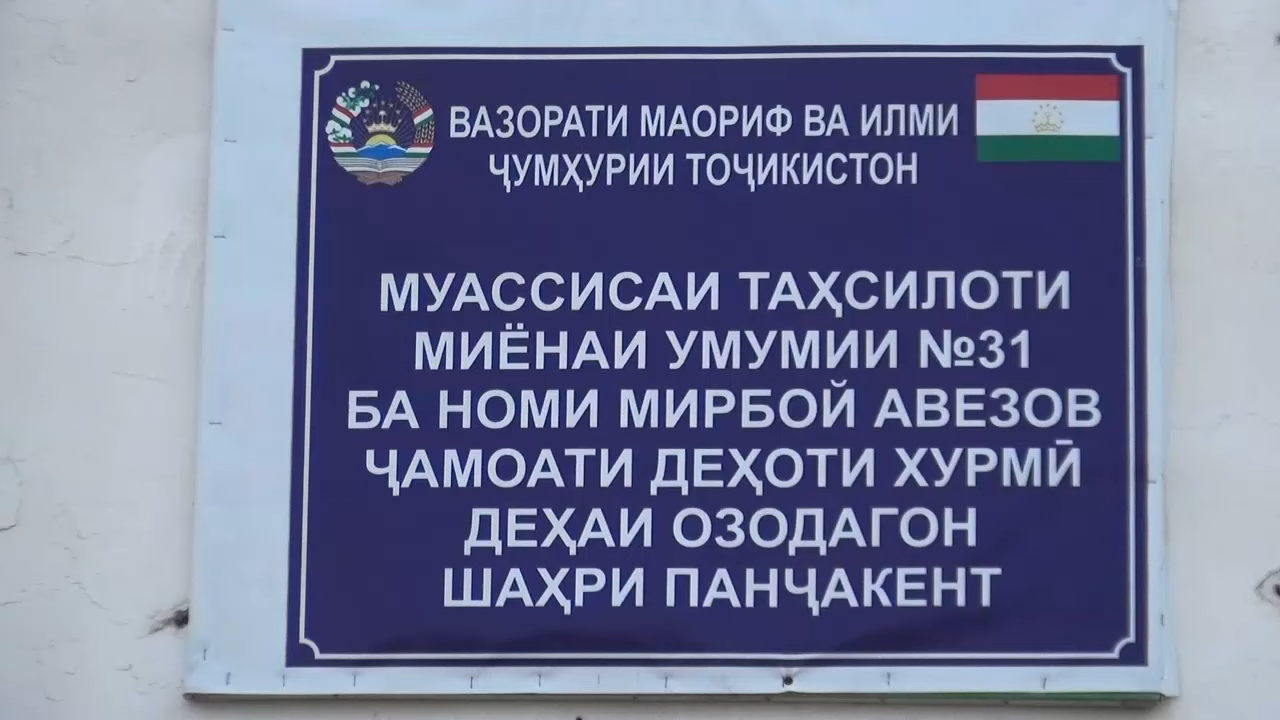 ВАЗОРАТИ МАОРИФ ВА ИЛМИ
ҶУМҲУРИИ ТОҶИКИСТОН
МУАССИСАИ ТАҲСИЛОТИ
МИЁНАИ УМУМИИ №31
БА НОМИ МИРБОЙ АВЕЗОВ
ҶАМОАТИ ДЕҲОТИ ХУРМӢ
ДЕҲАИ ОЗОДАГОН
ШАҲРИ ПАНҶАКЕНТ